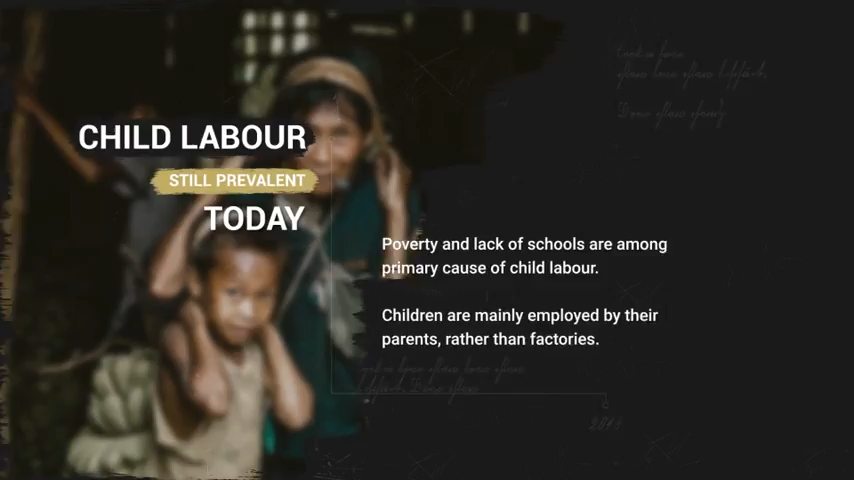 CHILD LABOUR
STILL PREVALENT
TODAY
Poverty and lack of schools are among
primary cause of child labour.
Children are mainly employed by their
parents, rather than factories.